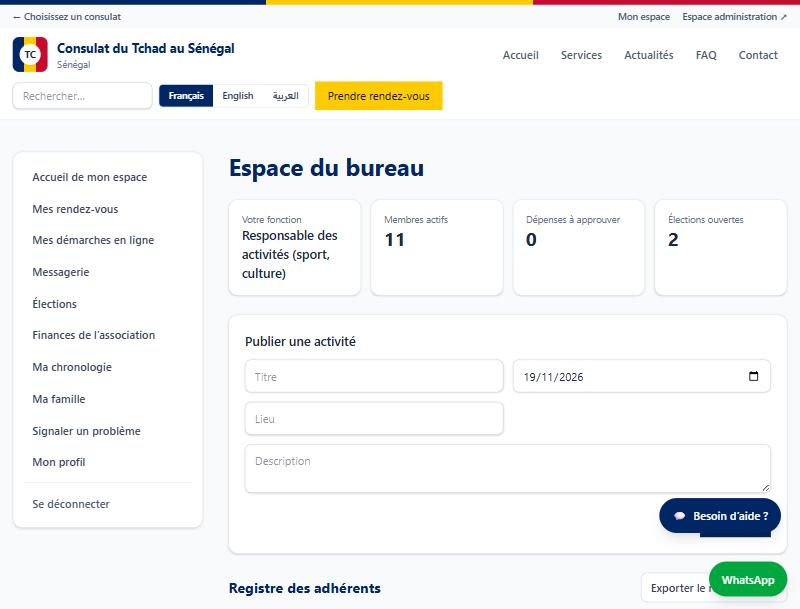 ← Choisissez un consulat
Mon espace
Espace administration ↗
TC
Consulat du Tchad au Sénégal
Sénégal
Accueil
Services
Actualités
FAQ
Contact
Rechercher...
Français
English
العربية
Prendre rendez-vous
Accueil de mon espace
Mes rendez-vous
Mes démarches en ligne
Messagerie
Élections
Finances de l'association
Ma chronologie
Ma famille
Signaler un problème
Mon profil
Se déconnecter
Espace du bureau
Votre fonction
Responsable des
activités (sport,
culture)
Membres actifs
11
Dépenses à approuver
0
Élections ouvertes
2
Publier une activité
Titre
19/11/2026
Lieu
Description
Besoin d'aide ?
Registre des adhérents
Exporter le
WhatsApp